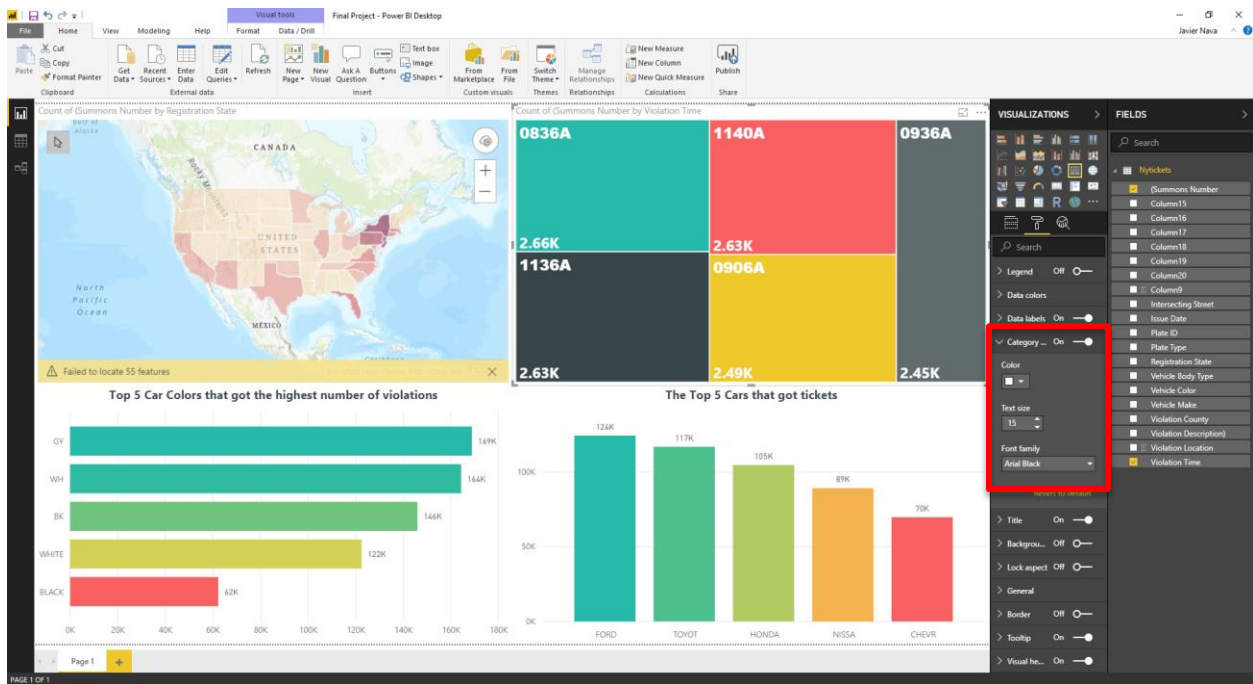 Visual tools
Final Project - Power BI Desktop
File Home View Modeling Help Format Data / Drill
Javier Nava
Paste
Cut
Copy
Format Painter
Clipboard
Get Data
Recent Sources
Enter Data
Edit Queries
Refresh
External data
New Page
New Visual
Ask A Question
Buttons
Text box
Image
Shapes
Insert
From Marketplace
From File
Custom visuals
Switch Theme
Themes
Manage Relationships
Relationships
New Measure
New Column
New Quick Measure
Calculations
Publish
Share
Count of (Summons Number by Registration State
Gulf of Alaska
CANADA
Rocky Mountains
UNITED STATES
North Pacific Ocean
MEXICO
Caribbean
Failed to locate 55 features
Count of (Summons Number by Violation Time
0836A
2.66K
1136A
2.63K
1140A
2.63K
0906A
2.49K
0936A
2.45K
Top 5 Car Colors that got the highest number of violations
GY 169K
WH 164K
BK 146K
WHITE 122K
BLACK 62K
0K 20K 40K 60K 80K 100K 120K 140K 160K 180K
The Top 5 Cars that got tickets
124K 117K 105K 89K 70K
100K
50K
0K
FORD TOYOT HONDA NISSA CHEVR
VISUALIZATIONS
R
Search
Legend Off
Data colors
Data labels On
Category ... On
Color
Text size
15
Font family
Arial Black
Revert to default
Title On
Backgrou... Off
Lock aspect Off
General
Border Off
Tooltip On
Visual he... On
FIELDS
Search
Nytickets
(Summons Number
Column15
Column16
Column17
Column18
Column19
Column20
Σ Column9
Intersecting Street
Issue Date
Plate ID
Plate Type
Registration State
Vehicle Body Type
Vehicle Color
Vehicle Make
Violation County
Violation Description)
Σ Violation Location
Violation Time
Page 1
PAGE 1 OF 1